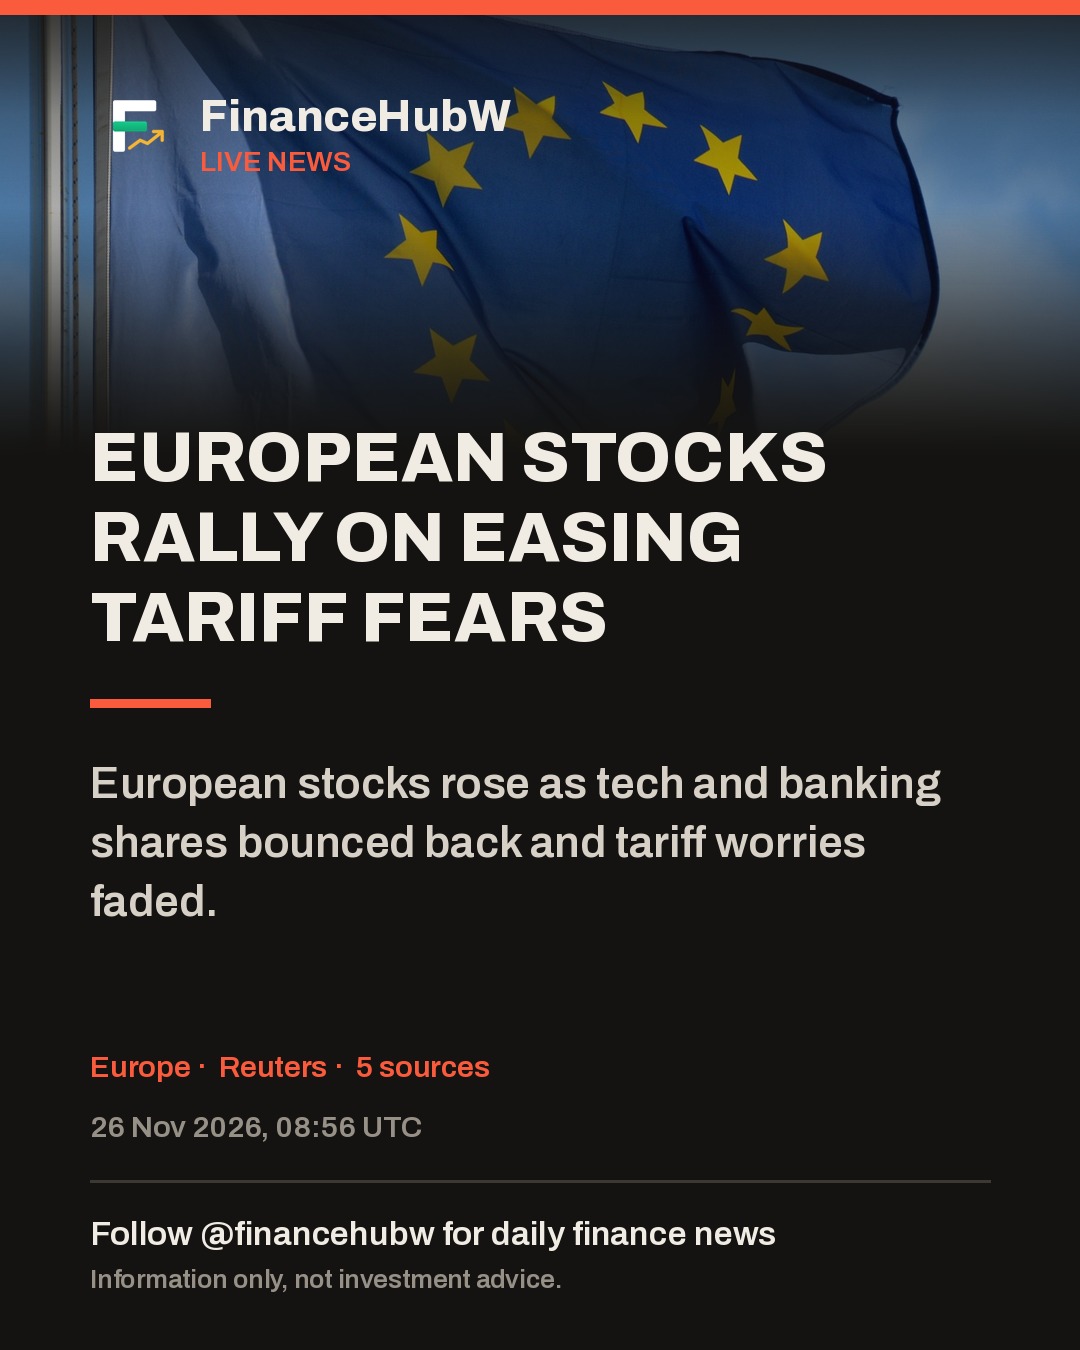 FinanceHubW
LIVE NEWS
EUROPEAN STOCKS
RALLY ON EASING
TARIFF FEARS
European stocks rose as tech and banking
shares bounced back and tariff worries
faded.
Europe · Reuters · 5 sources
26 Nov 2026, 08:56 UTC
Follow @financehubw for daily finance news
Information only, not investment advice.